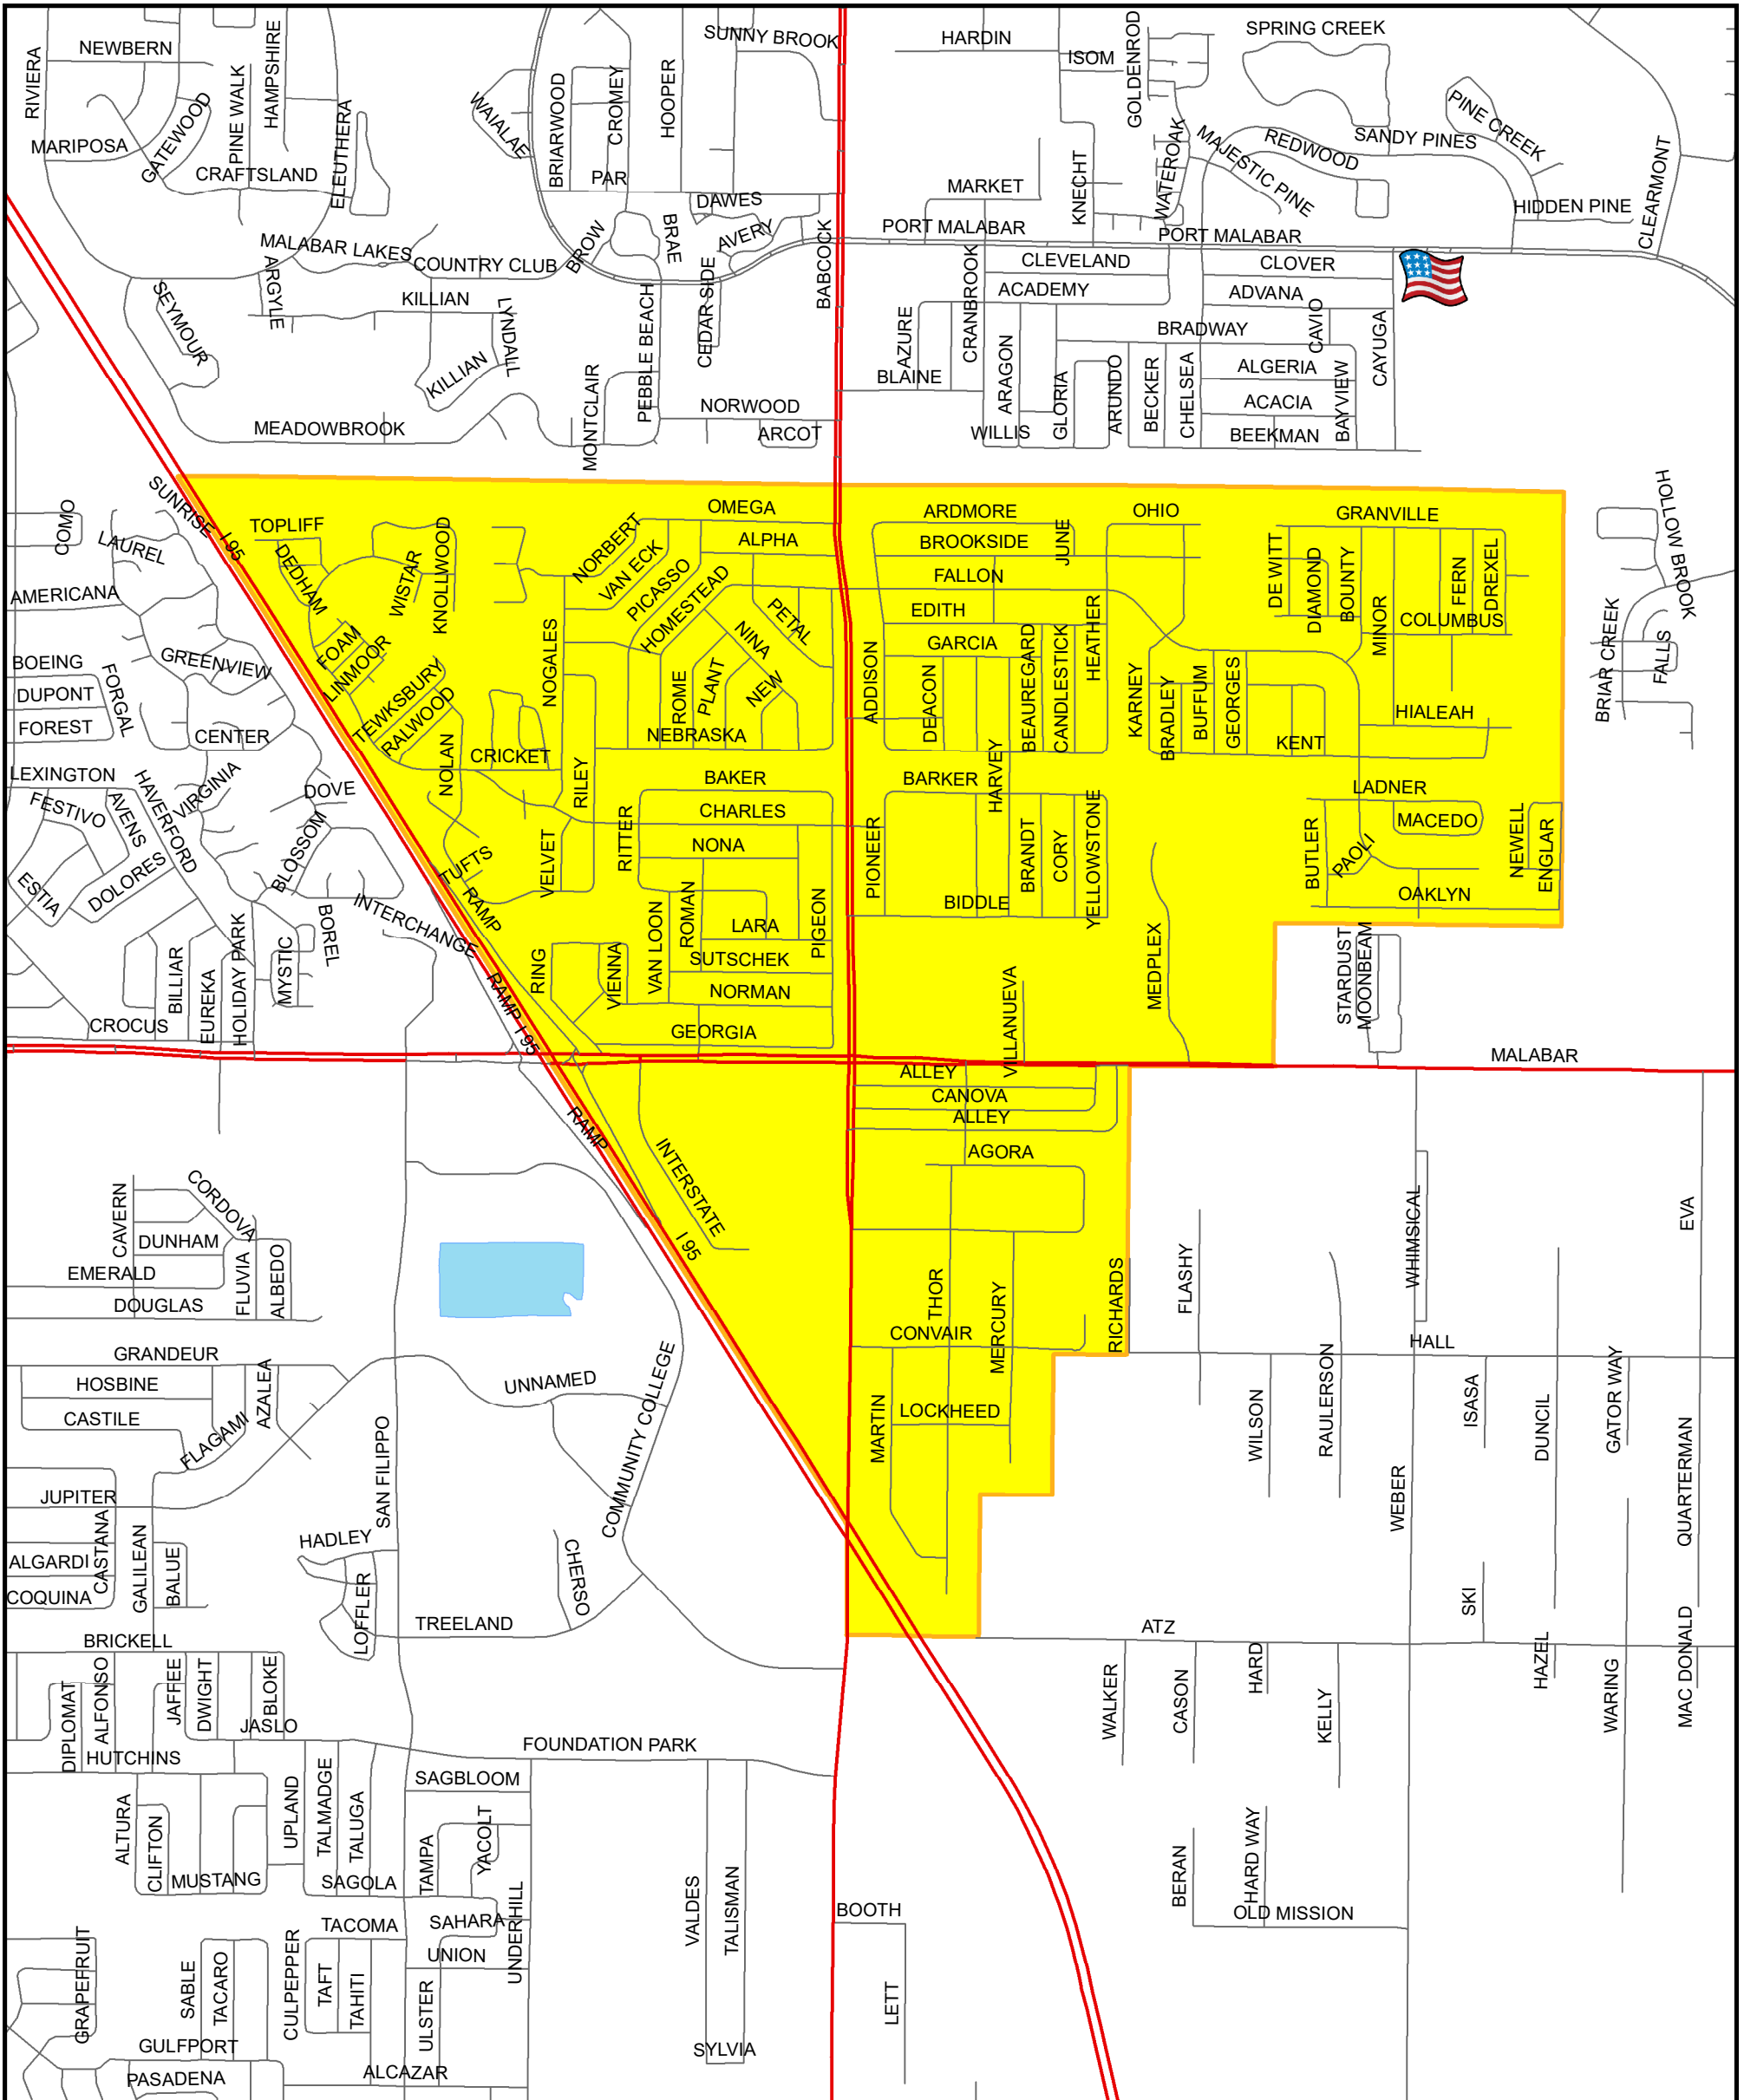 NEWBERN
RIVIERA
HAMPSHIRE
PINE WALK
GATEWOOD
MARIPOSA
CRAFTSLAND
ELEUTHERA
WAIALAE
BRIARWOOD
CROMEY
HOOPER
SUNNY BROOK
PAR
DAWES
BROW
BRAE
AVERY
BABCOCK
HARDIN
ISOM
GOLDENROD
SPRING CREEK
PINE CREEK
SANDY PINES
REDWOOD
MAJESTIC PINE
WATEROAK
KNECHT
MARKET
HIDDEN PINE
CLEARMONT
PORT MALABAR
PORT MALABAR
MALABAR LAKES
COUNTRY CLUB
ARGYLE
SEYMOUR
KILLIAN
LYNDALL
KILLIAN
MEADOWBROOK
MONTCLAIR
PEBBLE BEACH
CEDAR SIDE
NORWOOD
ARCOT
CLEVELAND
ACADEMY
CRANBROOK
AZURE
BLAINE
ARAGON
WILLIS
GLORIA
ARUNDO
BECKER
CHELSEA
BRADWAY
CLOVER
ADVANA
CAVIO
CAYUGA
ALGERIA
ACACIA
BAYVIEW
BEEKMAN
SUNRISE
I 95
COMO
LAUREL
AMERICANA
BOEING
DUPONT
FOREST
FORGAL
GREENVIEW
CENTER
LEXINGTON
FESTIVO
AVENS
HAVERFORD
VIRGINIA
DOVE
BLOSSOM
DOLORES
ESTIA
INTERCHANGE
BOREL
MYSTIC
HOLIDAY PARK
EUREKA
BILLIAR
CROCUS
TOPLIFF
DEDHAM
WISTAR
KNOLLWOOD
FOAM
LINMOOR
TEWKSBURY
RALWOOD
NOLAN
CRICKET
NOGALES
RILEY
NORBERT
VAN ECK
PICASSO
HOMESTEAD
OMEGA
ALPHA
PETAL
NINA
NEW
PLANT
ROME
NEBRASKA
BAKER
CHARLES
NONA
RITTER
VELVET
TUFTS
RAMP
ROMAN
VAN LOON
LARA
PIGEON
SUTSCHEK
NORMAN
GEORGIA
RING
VIENNA
RAMP
I 95
ARDMORE
BROOKSIDE
JUNE
FALLON
EDITH
GARCIA
ADDISON
DEACON
BEAUREGARD
CANDLESTICK
HEATHER
OHIO
KARNEY
BRADLEY
BUFFUM
GEORGES
KENT
DE WITT
DIAMOND
BOUNTY
MINOR
GRANVILLE
FERN
DREXEL
COLUMBUS
HIALEAH
LADNER
MACEDO
BUTLER
PAOLI
NEWELL
ENGLAR
OAKLYN
BARKER
HARVEY
PIONEER
BRANDT
CORY
YELLOWSTONE
BIDDLE
MEDPLEX
VILLANUEVA
STARDUST
MOONBEAM
HOLLOW BROOK
BRIAR CREEK
FALLS
MALABAR
ALLEY
CANOVA
ALLEY
AGORA
RAMP
INTERSTATE
I 95
THOR
MERCURY
CONVAIR
RICHARDS
MARTIN
LOCKHEED
FLASHY
WHIMSICAL
EVA
HALL
WILSON
RAULERSON
WEBER
ISASA
DUNCIL
GATOR WAY
QUARTERMAN
SKI
ATZ
HAZEL
MAC DONALD
WARING
WALKER
CASON
HARD
KELLY
BERAN
HARD WAY
OLD MISSION
CAVERN
CORDOVA
DUNHAM
EMERALD
FLUVIA
ALBEDO
DOUGLAS
GRANDEUR
HOSBINE
CASTILE
AZALEA
FLAGAMI
JUPITER
ALGARDI
CASTANA
COQUINA
GALILEAN
BALUE
SAN FILIPPO
UNNAMED
COMMUNITY COLLEGE
HADLEY
LOFFLER
CHERSO
TREELAND
BRICKELL
DIPLOMAT
ALFONSO
JAFFEE
DWIGHT
BLOKE
JASLO
HUTCHINS
FOUNDATION PARK
ALTURA
CLIFTON
MUSTANG
UPLAND
TALMADGE
TALUGA
SAGBLOOM
TAMPA
YACOLT
SAGOLA
TACOMA
SAHARA
UNION
UNDERHILL
GRAPEFRUIT
SABLE
TACARO
CULPEPPER
TAFT
TAHITI
ULSTER
GULFPORT
PASADENA
ALCAZAR
VALDES
TALISMAN
SYLVIA
BOOTH
LETT